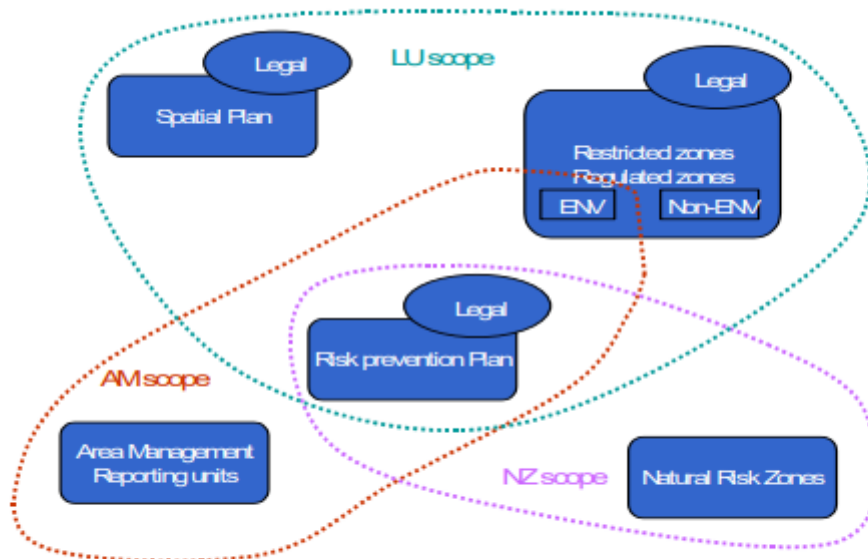 Legal
LU scope
Legal
Spatial Plan
Restricted zones
Regulated zones
ENV
Non-ENV
Legal
Risk prevention Plan
AM scope
Area Management
Reporting units
NZ scope
Natural Risk Zones